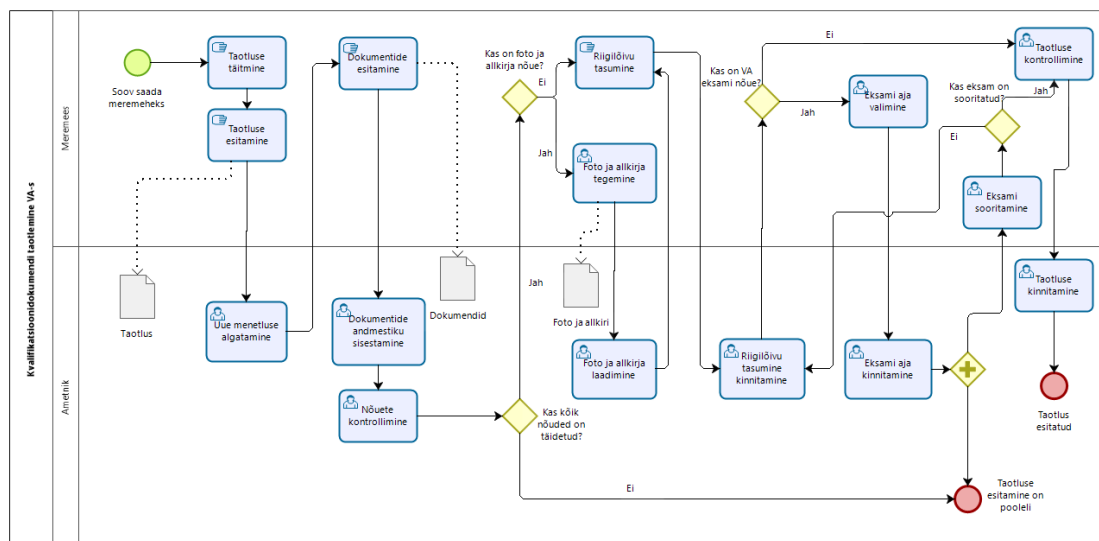 Kvalifikatsioonidokumendi taotlemine VA-s
Meremees
Ametnik
Soov saada
meremeheks
Taotluse
täitmine
Taotluse
esitamine
Taotlus
Uue menetluse
algatamine
Dokumentide
esitamine
Dokumendid
Dokumentide
andmestiku
sisestamine
Nõuete
kontrollimine
Kas kõik
nõuded on
täidetud?
Jah
Ei
Kas on foto ja
allkirja nõue?
Ei
Jah
Riigilõivu
tasumine
Foto ja allkirja
tegemine
Foto ja allkiri
Foto ja allkirja
laadimine
Riigilõivu
tasumine
kinnitamine
Kas on VA
eksami nõue?
Ei
Jah
Eksami aja
valimine
Eksami aja
kinnitamine
Eksami
sooritamine
Kas eksam on
sooritatud?
Jah
Ei
Taotluse
kontrollimine
Taotluse
kinnitamine
Taotlus
esitatud
Taotluse
esitamine on
pooleli